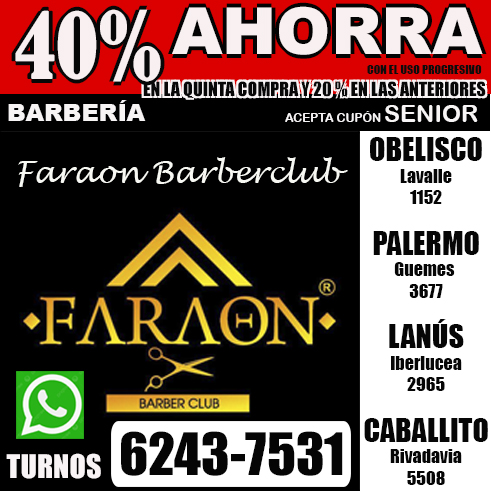 40% AHORRA
CON EL USO PROGRESIVO
EN LA QUINTA COMPRA Y 20% EN LAS ANTERIORES
BARBERÍA
ACEPTA CUPÓN SENIOR
Faraon Barberclub
FARAON®
BARBER CLUB
TURNOS 6243-7531
OBELISCO
Lavalle
1152
PALERMO
Guemes
3677
LANÚS
Iberlucea
2965
CABALLITO
Rivadavia
5508